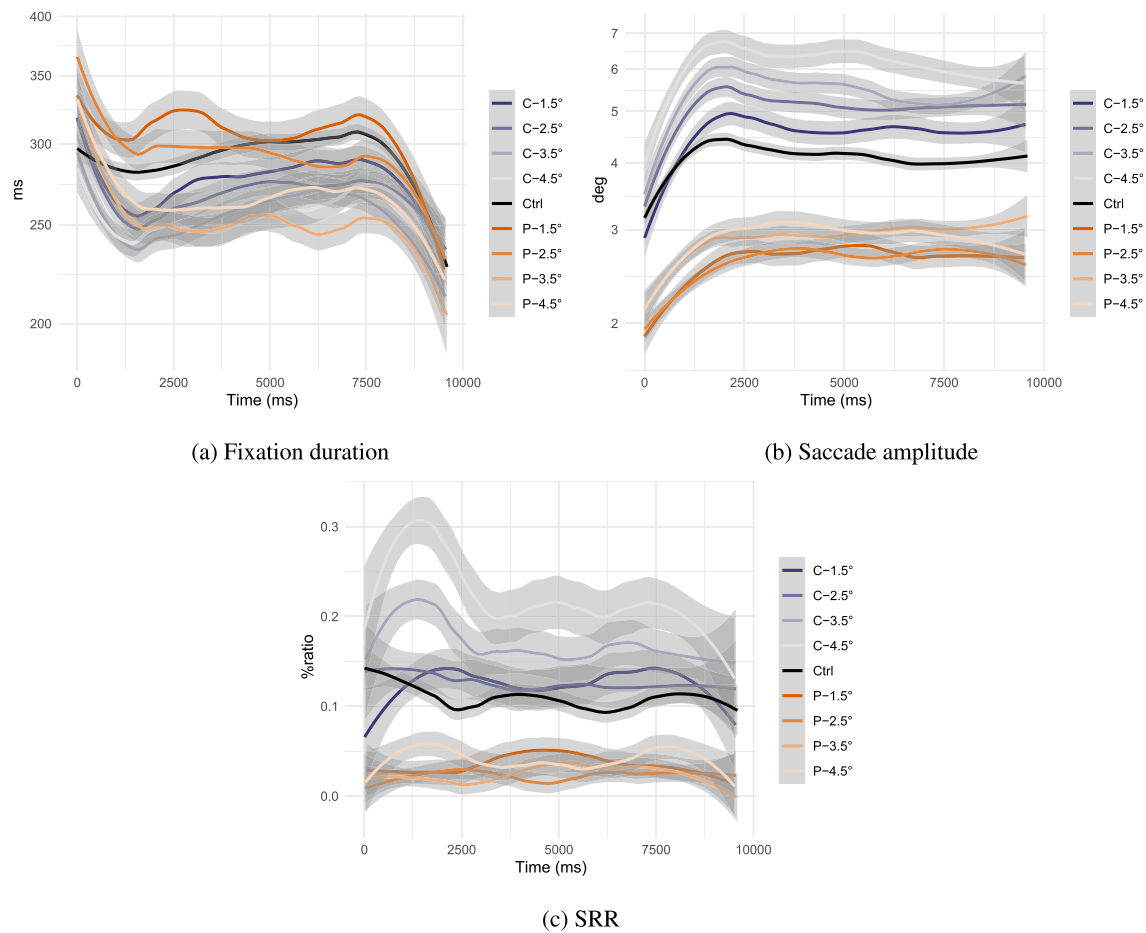 400
350
300
250
200
ms
0 2500 5000 7500 10000
Time (ms)
C−1.5°
C−2.5°
C−3.5°
C−4.5°
Ctrl
P−1.5°
P−2.5°
P−3.5°
P−4.5°
(a) Fixation duration
7
6
5
4
3
2
deg
0 2500 5000 7500 10000
Time (ms)
C−1.5°
C−2.5°
C−3.5°
C−4.5°
Ctrl
P−1.5°
P−2.5°
P−3.5°
P−4.5°
(b) Saccade amplitude
0.3
0.2
0.1
0.0
%ratio
0 2500 5000 7500 10000
Time (ms)
C−1.5°
C−2.5°
C−3.5°
C−4.5°
Ctrl
P−1.5°
P−2.5°
P−3.5°
P−4.5°
(c) SRR